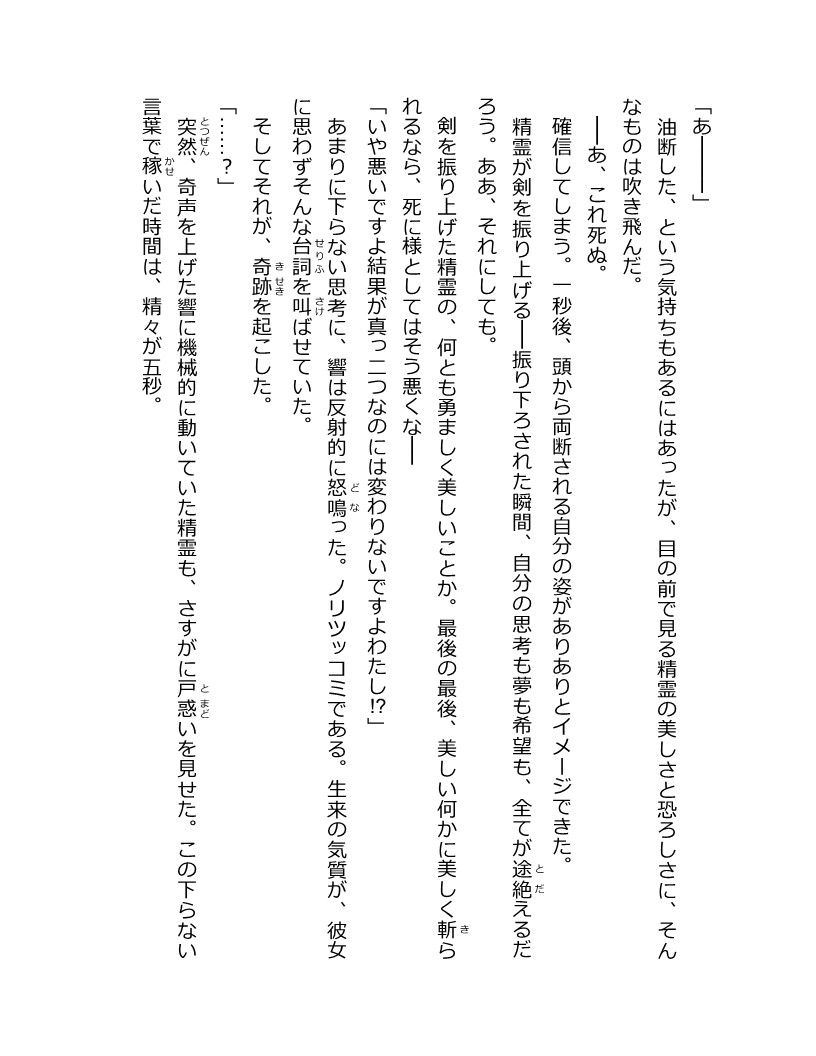 「あ――――」
　油断した、という気持ちもあるにはあったが、目の前で見る精霊の美しさと恐ろしさに、そん
なものは吹き飛んだ。
　――あ、これ死ぬ。
　確信してしまう。一秒後、頭から両断される自分の姿がありありとイメージできた。
　精霊が剣を振り上げる――振り下ろされた瞬間、自分の思考も夢も希望も、全てが途絶えるだ
ろう。ああ、それにしても。
　剣を振り上げた精霊の、何とも勇ましく美しいことか。最後の最後、美しい何かに美しく斬ら
れるなら、死に様としてはそう悪くな――
「いや悪いですよ結果が真っ二つなのには変わりないですよわたし!?」
　あまりに下らない思考に、響は反射的に怒鳴った。ノリツッコミである。生来の気質が、彼女
に思わずそんな台詞を叫ばせていた。
　そしてそれが、奇跡を起こした。
「……？」
　突然、奇声を上げた響に機械的に動いていた精霊も、さすがに戸惑いを見せた。この下らない
言葉で稼いだ時間は、精々が五秒。